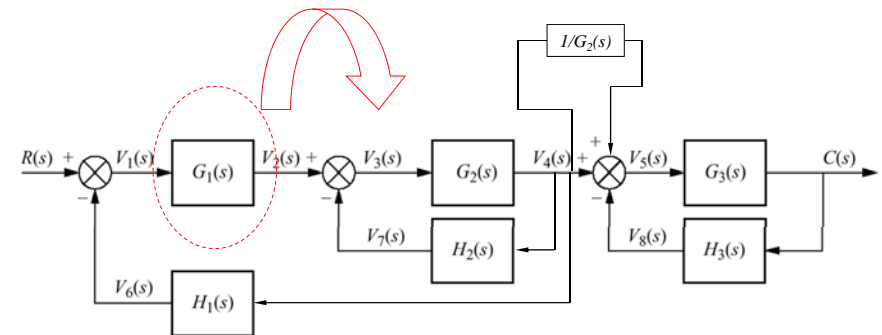 1/G2(s)
R(s) + V1(s) G1(s) V2(s) + V3(s) G2(s) V4(s) + + V5(s) G3(s) C(s)
− − −
V7(s) H2(s) V8(s) H3(s)
V6(s) H1(s)